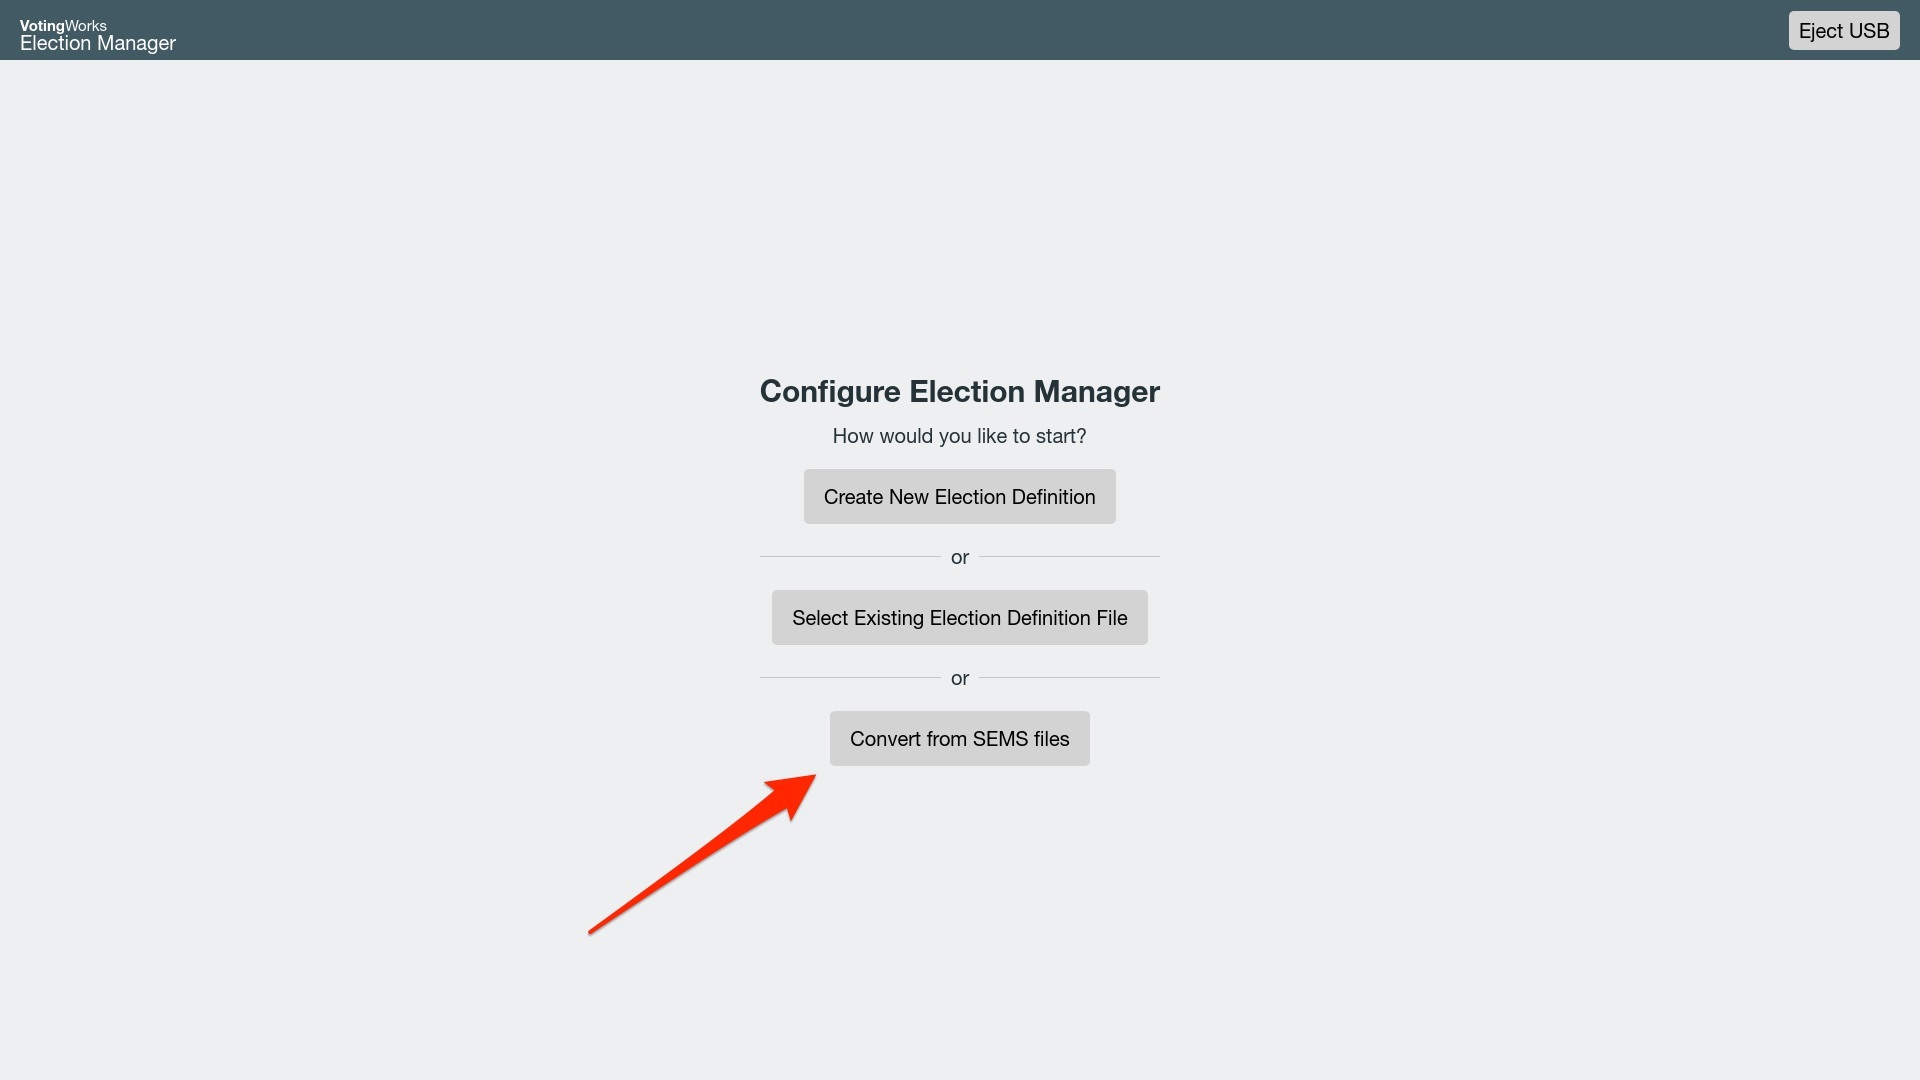 VotingWorks
Election Manager
Eject USB
Configure Election Manager
How would you like to start?
Create New Election Definition
or
Select Existing Election Definition File
or
Convert from SEMS files